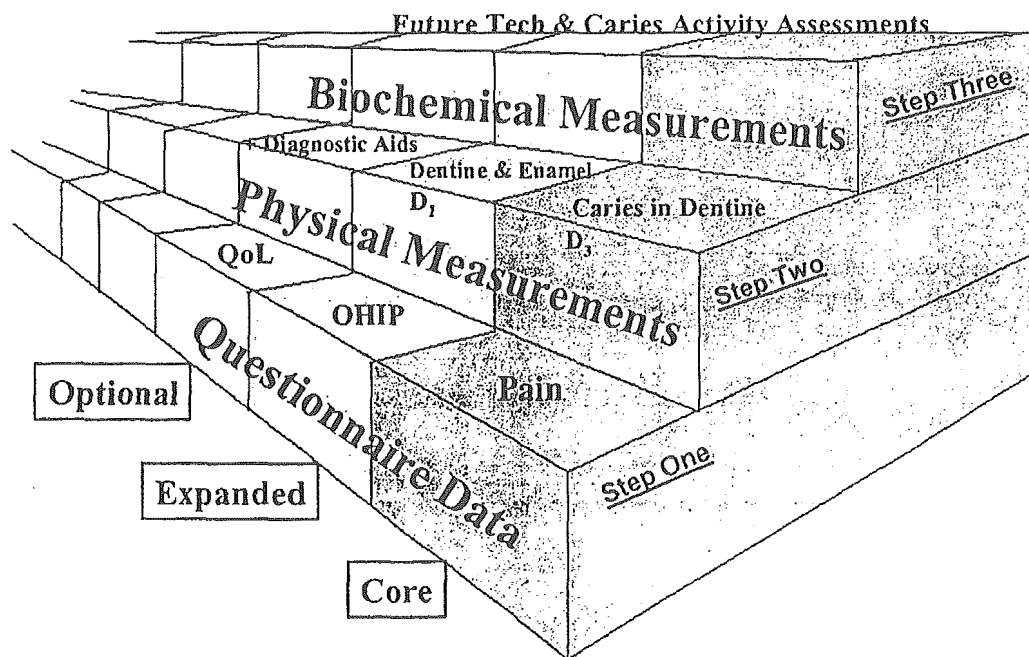 Future Tech & Caries Activity Assessments
Biochemical Measurements
Step Three
+ Diagnostic Aids
Dentine & Enamel
D1
Caries in Dentine
D3
Physical Measurements
Step Two
QoL
OHIP
Pain
Questionnaire Data
Step One
Optional
Expanded
Core